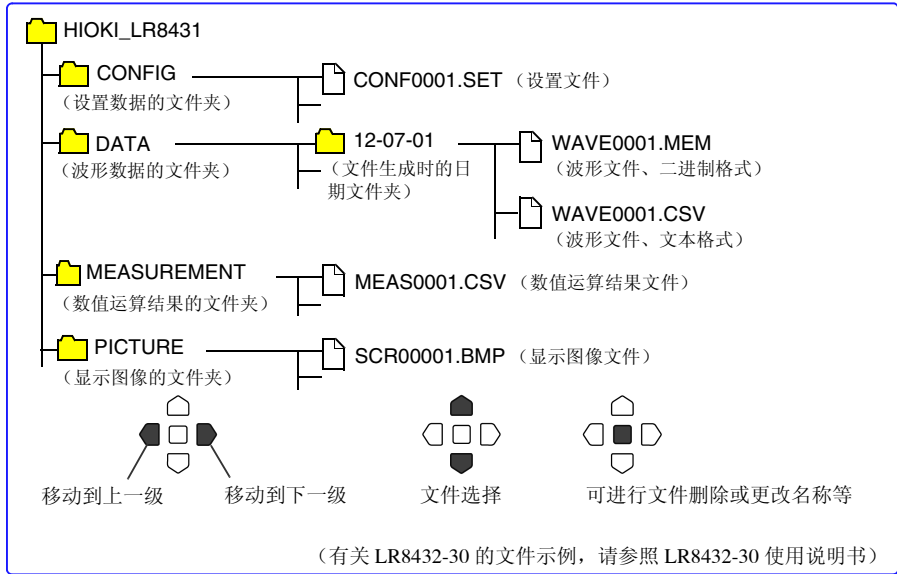 HIOKI_LR8431
CONFIG
（设置数据的文件夹）
CONF0001.SET （设置文件）
DATA
（波形数据的文件夹）
12-07-01
（文件生成时的日
期文件夹）
WAVE0001.MEM
（波形文件、二进制格式）
WAVE0001.CSV
（波形文件、文本格式）
MEASUREMENT
（数值运算结果的文件夹）
MEAS0001.CSV （数值运算结果文件）
PICTURE
（显示图像的文件夹）
SCR00001.BMP （显示图像文件）
移动到上一级 移动到下一级 文件选择 可进行文件删除或更改名称等
（有关 LR8432-30 的文件示例，请参照 LR8432-30 使用说明书）